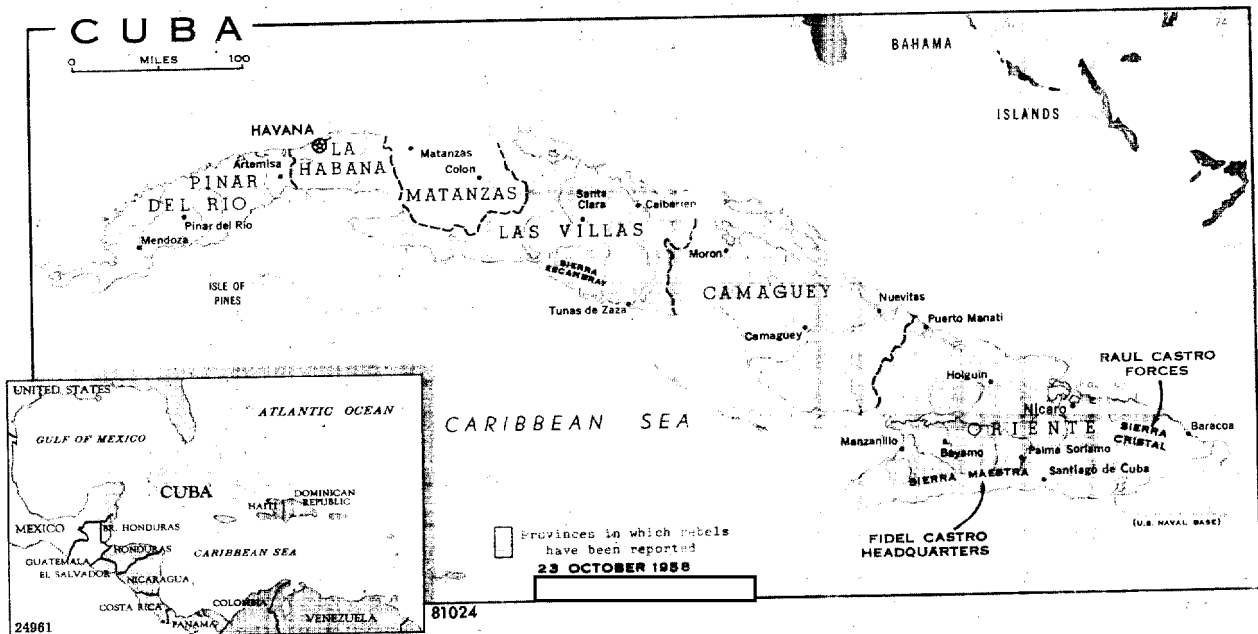 CUBA
0 MILES 100
24
BAHAMA
ISLANDS
HAVANA
LA
HABANA
Artemisa
PINAR
DEL RIO
Pinar del Río
Mendoza
Matanzas
Colon
MATANZAS
Santa
Clara
Caibarien
LAS VILLAS
SIERRA
ESCAMBRAY
Tunas de Zaza
ISLE OF
PINES
Moron
CAMAGUEY
Camaguey
Nuevitas
Puerto Manati
RAUL CASTRO
FORCES
Holguin
Nicaro
ORIENTE
SIERRA
CRISTAL
Baracoa
Manzanillo
Bayamo
Palma Soriamo
SIERRA MAESTRA
Santiago de Cuba
(U.S. NAVAL BASE)
FIDEL CASTRO
HEADQUARTERS
CARIBBEAN SEA
Provinces in which rebels
have been reported
23 OCTOBER 1958
81024
UNITED STATES
ATLANTIC OCEAN
GULF OF MEXICO
CUBA
HAITI
DOMINICAN
REPUBLIC
MEXICO
BR. HONDURAS
HONDURAS
CARIBBEAN SEA
GUATEMALA
EL SALVADOR
NICARAGUA
COSTA RICA
PANAMA
COLOMBIA
VENEZUELA
24961